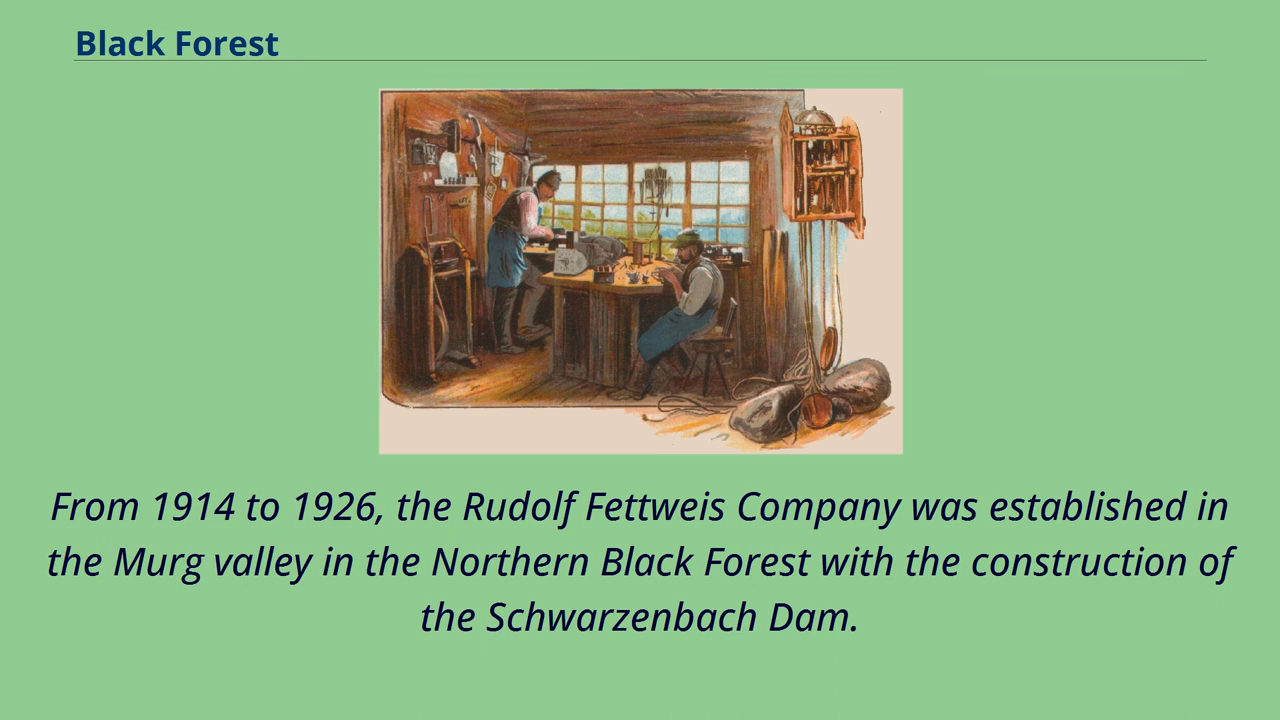 Black Forest
From 1914 to 1926, the Rudolf Fettweis Company was established in
the Murg valley in the Northern Black Forest with the construction of
the Schwarzenbach Dam.